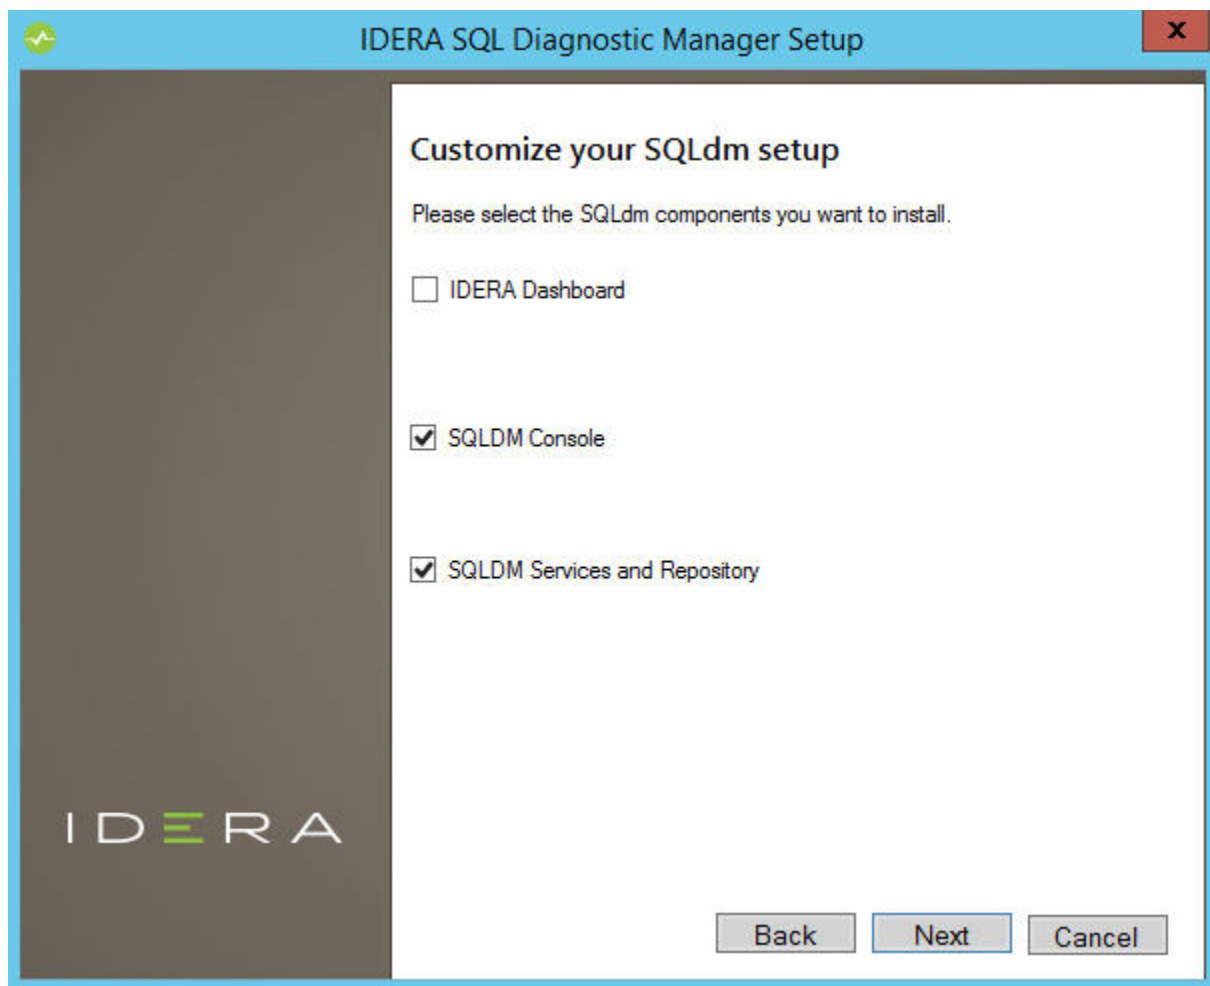 IDERA SQL Diagnostic Manager Setup
x
Customize your SQLdm setup
Please select the SQLdm components you want to install.
IDERA Dashboard
SQLDM Console
SQLDM Services and Repository
IDERA
Back Next Cancel